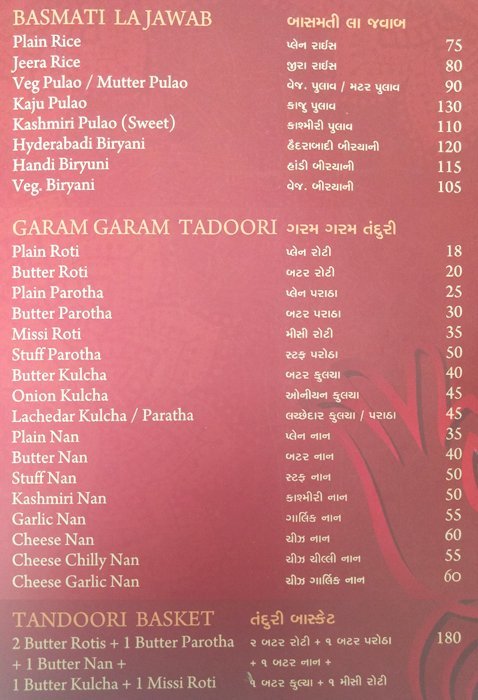 BASMATI LA JAWAB બાસમતી લા જવાબ
Plain Rice પ્લેન રાઈસ 75
Jeera Rice જીરા રાઈસ 80
Veg Pulao / Mutter Pulao વેજ. પુલાવ / મટર પુલાવ 90
Kaju Pulao કાજુ પુલાવ 130
Kashmiri Pulao (Sweet) કાશ્મીરી પુલાવ 110
Hyderabadi Biryani હૈદરાબાદી બીરયાની 120
Handi Biryuni હાંડી બીરયાની 115
Veg. Biryani વેજ. બીરયાની 105
GARAM GARAM TADOORI ગરમ ગરમ તંદુરી
Plain Roti પ્લેન રોટી 18
Butter Roti બટર રોટી 20
Plain Parotha પ્લેન પરાઠા 25
Butter Parotha બટર પરાઠા 30
Missi Roti મીસી રોટી 35
Stuff Parotha સ્ટફ પરોઠા 50
Butter Kulcha બટર કુલચા 40
Onion Kulcha ઓનીયન કુલચા 45
Lachedar Kulcha / Paratha લચ્છેદાર કુલચા / પરાઠા 45
Plain Nan પ્લેન નાન 35
Butter Nan બટર નાન 40
Stuff Nan સ્ટફ નાન 50
Kashmiri Nan કાશ્મીરી નાન 50
Garlic Nan ગાર્લિક નાન 55
Cheese Nan ચીઝ નાન 60
Cheese Chilly Nan ચીઝ ચીલ્લી નાન 55
Cheese Garlic Nan ચીઝ ગાર્લિક નાન 60
TANDOORI BASKET તંદુરી બાસ્કેટ
2 Butter Rotis + 1 Butter Parotha ૨ બટર રોટી + ૧ બટર પરોઠા 180
+ 1 Butter Nan + + ૧ બટર નાન +
1 Butter Kulcha + 1 Missi Roti ૧ બટર કુલ્ચા + ૧ મીસી રોટી